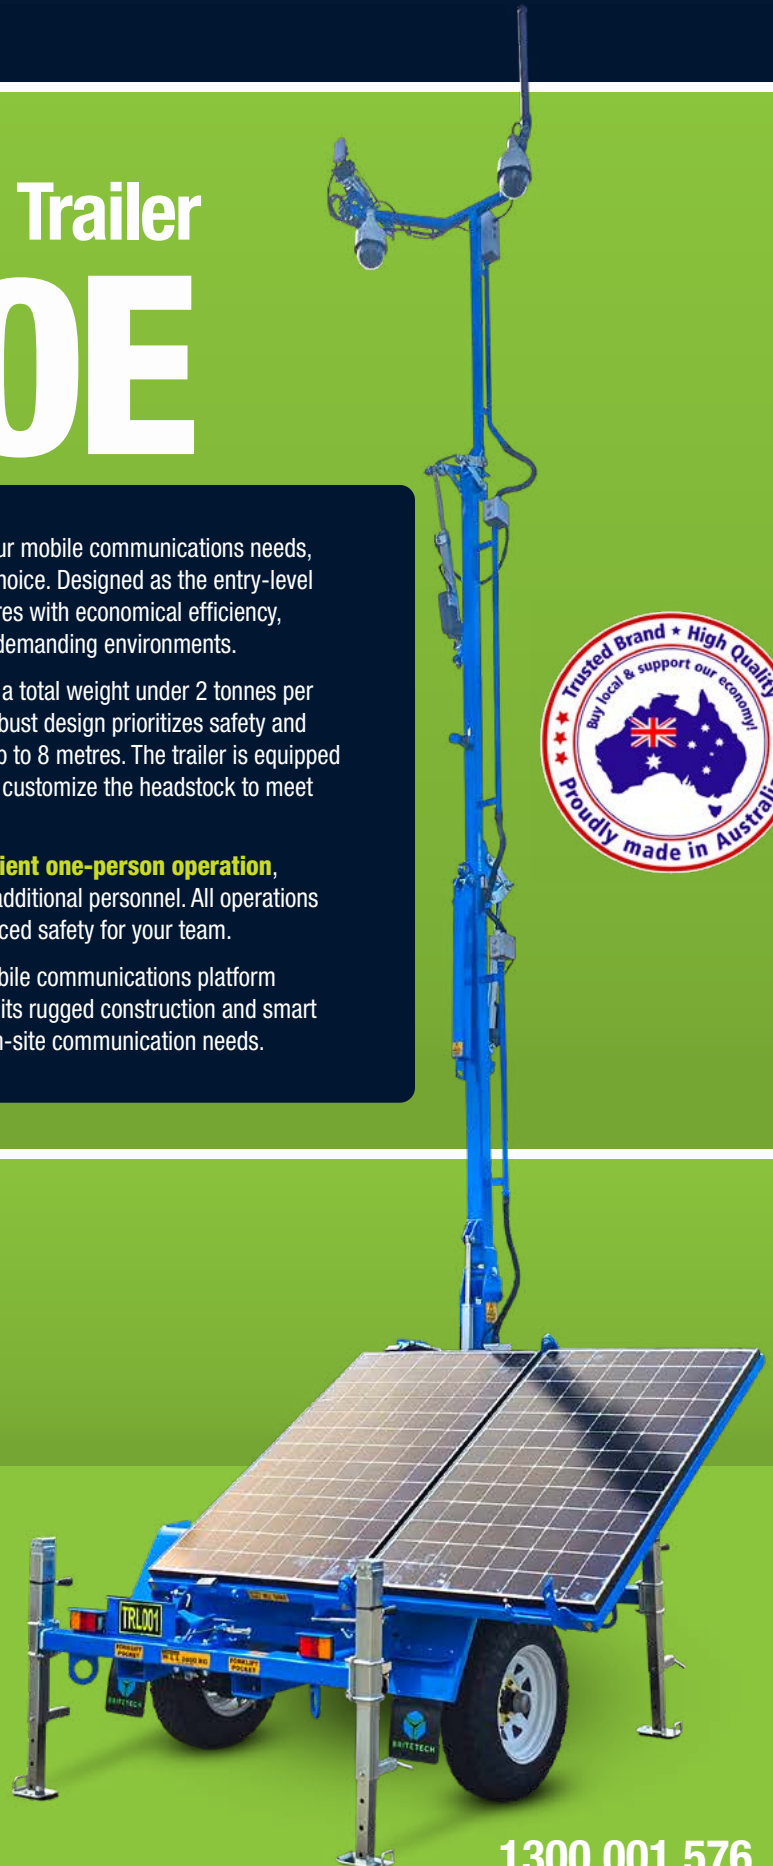 Trailer
0E
ur mobile communications needs,
hoice. Designed as the entry-level
res with economical efficiency,
demanding environments.
a total weight under 2 tonnes per
bust design prioritizes safety and
p to 8 metres. The trailer is equipped
customize the headstock to meet
ient one-person operation,
additional personnel. All operations
ced safety for your team.
bile communications platform
its rugged construction and smart
n-site communication needs.
Trusted Brand ★ High Quality
Buy local & support our economy!
Proudly made in Australia
TRL001
FORKLIFT
POCKET
FORKLIFT
POCKET
BRITETECH
BRITETECH
1300 001 576